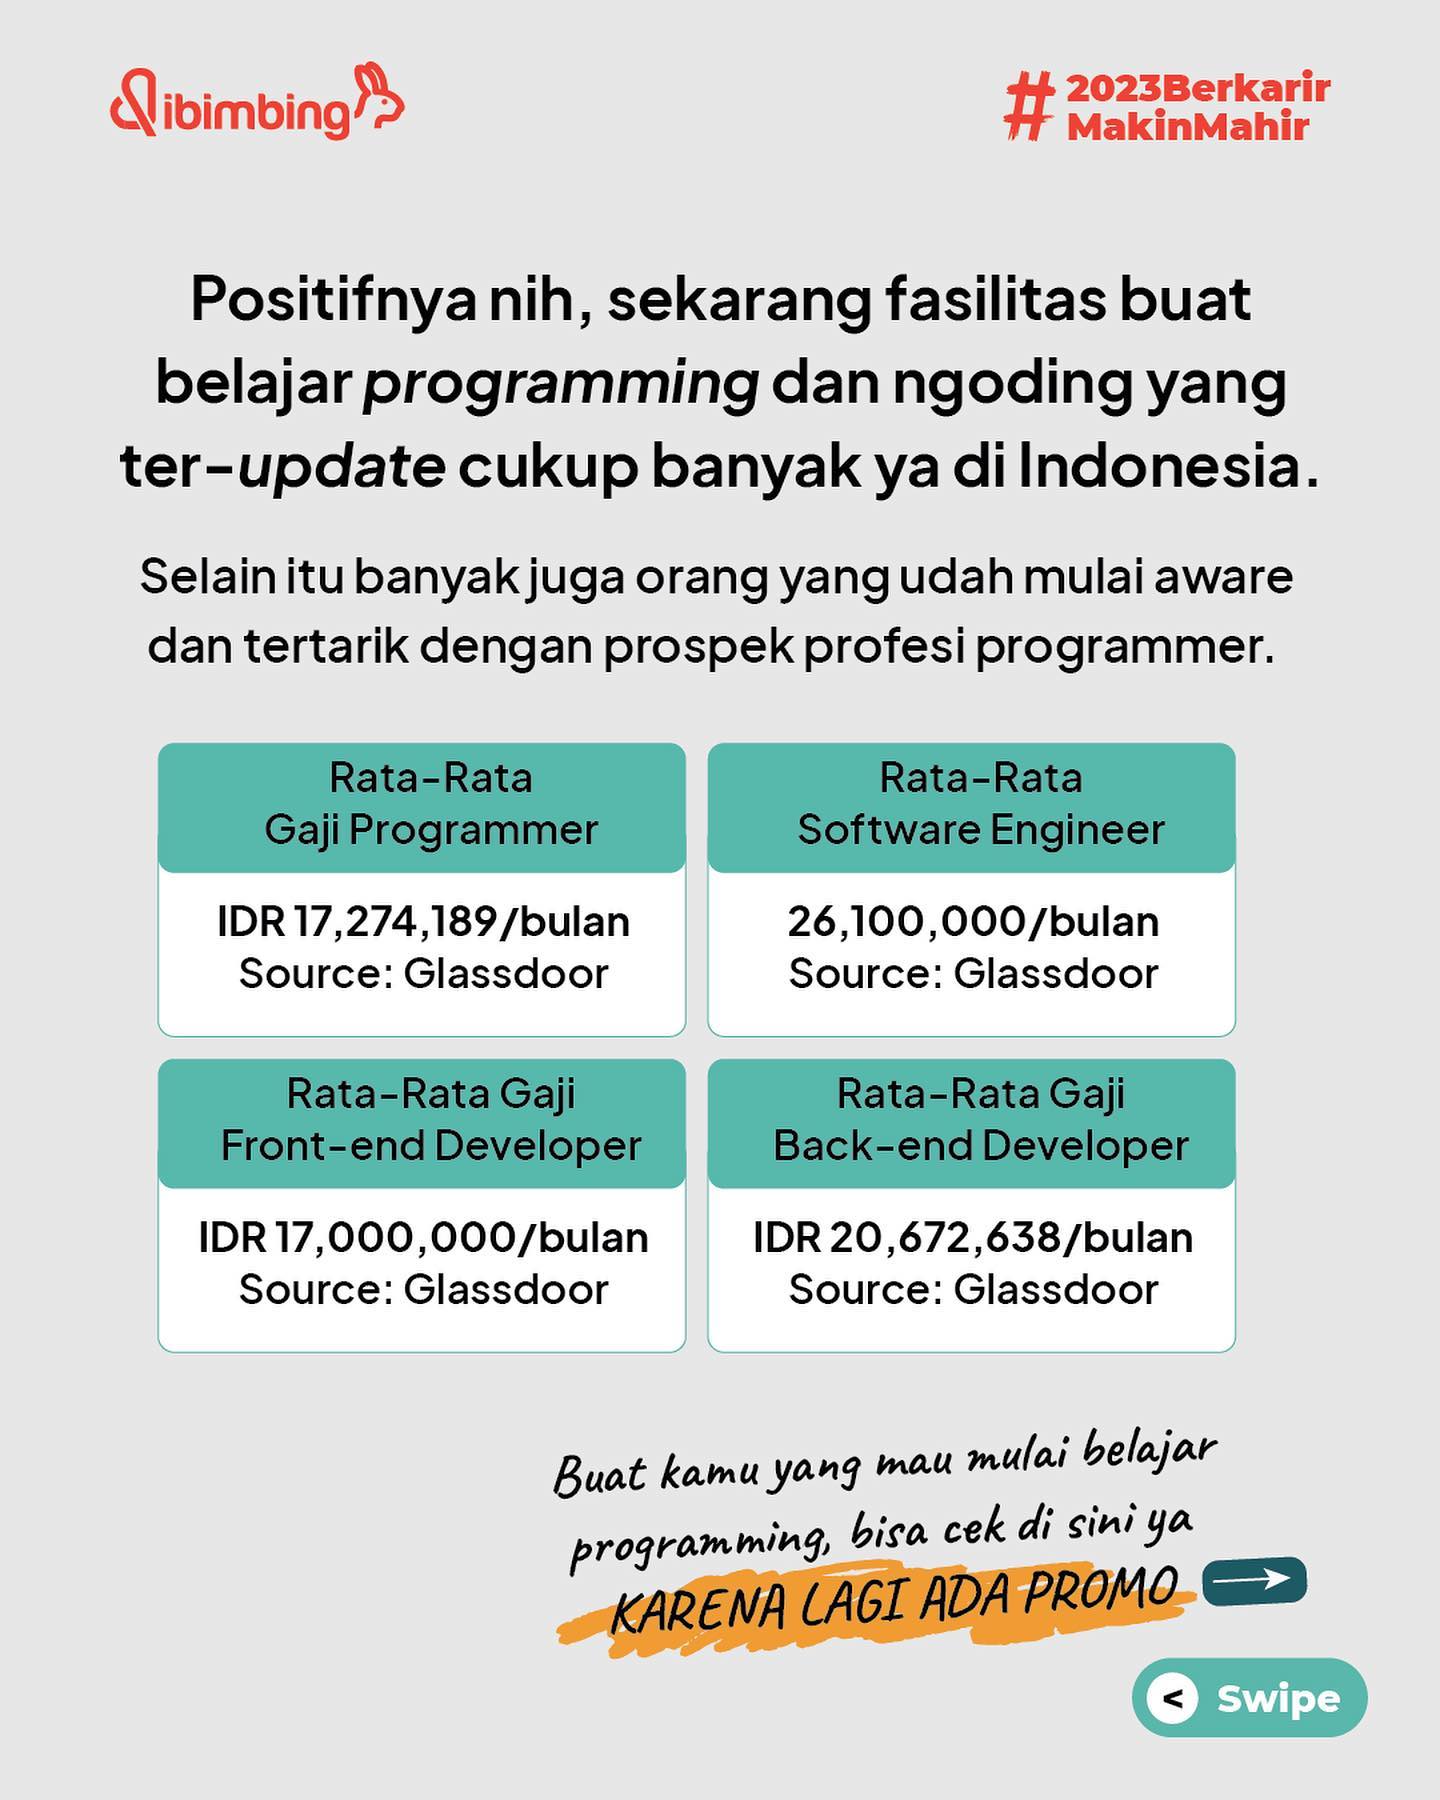 dibimbing
# 2023Berkarir
MakinMahir
Positifnya nih, sekarang fasilitas buat
belajar programming dan ngoding yang
ter-update cukup banyak ya di Indonesia.
Selain itu banyak juga orang yang udah mulai aware
dan tertarik dengan prospek profesi programmer.
Rata-Rata
Gaji Programmer
IDR 17,274,189/bulan
Source: Glassdoor
Rata-Rata
Software Engineer
26,100,000/bulan
Source: Glassdoor
Rata-Rata Gaji
Front-end Developer
IDR 17,000,000/bulan
Source: Glassdoor
Rata-Rata Gaji
Back-end Developer
IDR 20,672,638/bulan
Source: Glassdoor
Buat kamu yang mau mulai belajar
programming, bisa cek di sini ya
KARENA LAGI ADA PROMO
< Swipe